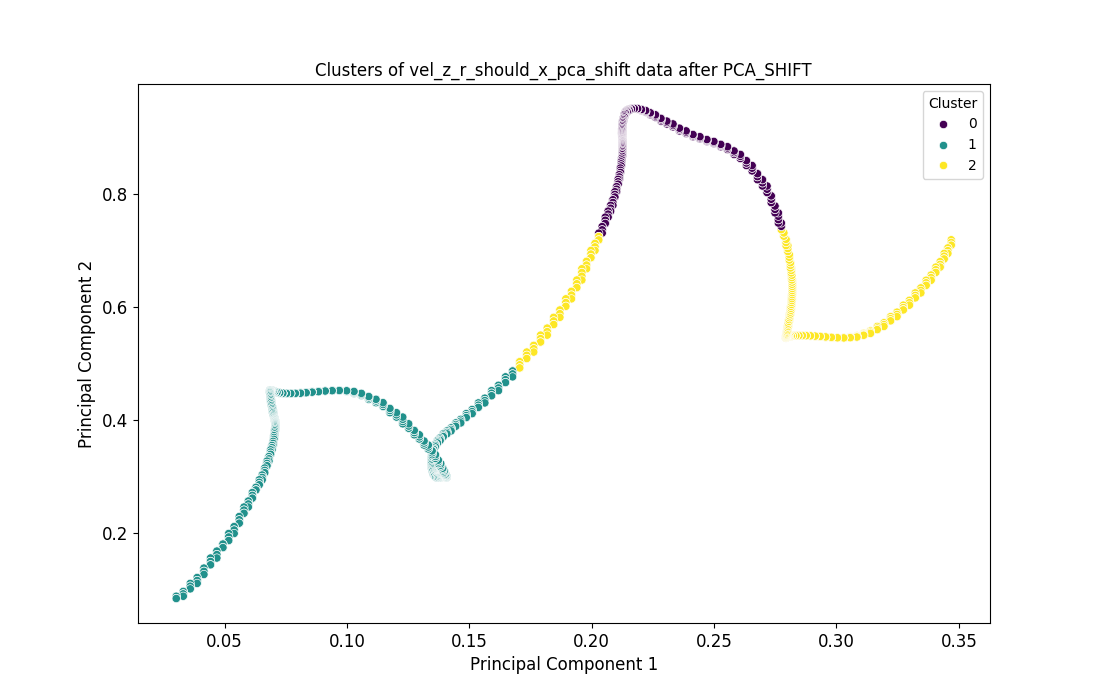 Clusters of vel_z_r_should_x_pca_shift data after PCA_SHIFT
Cluster
0
1
2
Principal Component 2
0.8
0.6
0.4
0.2
0.05 0.10 0.15 0.20 0.25 0.30 0.35
Principal Component 1